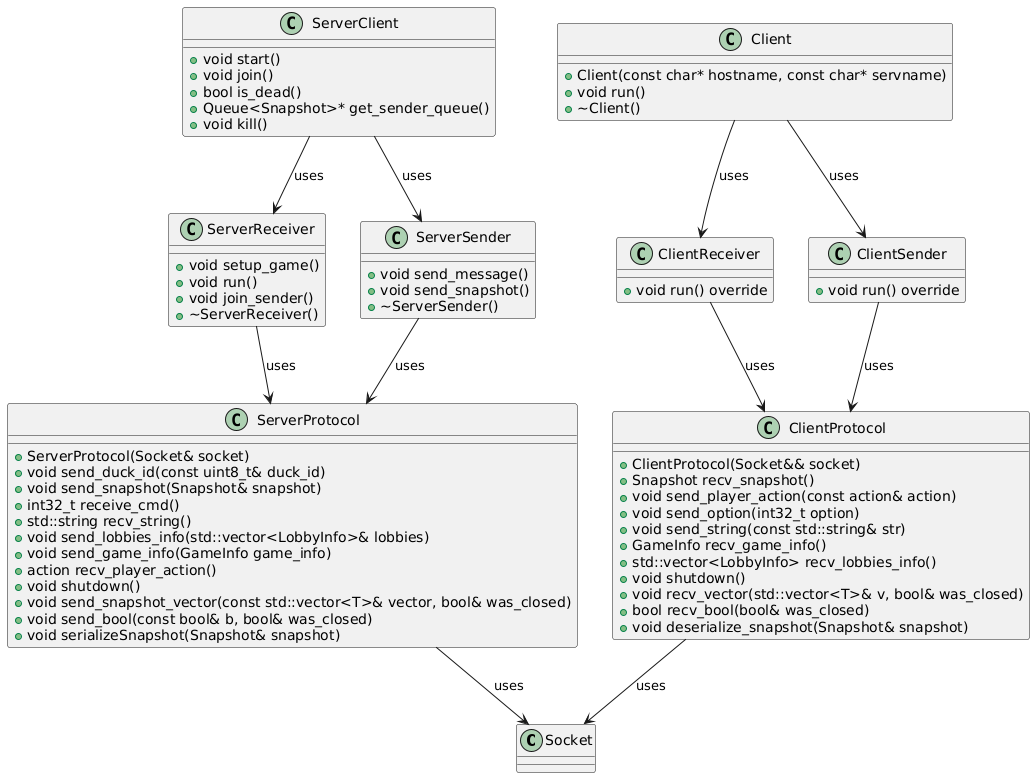 C ServerClient
void start()
void join()
bool is_dead()
Queue<Snapshot>* get_sender_queue()
void kill()
C Client
Client(const char* hostname, const char* servname)
void run()
~Client()
uses
uses
uses
uses
C ServerReceiver
void setup_game()
void run()
void join_sender()
~ServerReceiver()
C ServerSender
void send_message()
void send_snapshot()
~ServerSender()
C ClientReceiver
void run() override
C ClientSender
void run() override
uses
uses
uses
uses
C ServerProtocol
ServerProtocol(Socket& socket)
void send_duck_id(const uint8_t& duck_id)
void send_snapshot(Snapshot& snapshot)
int32_t receive_cmd()
std::string recv_string()
void send_lobbies_info(std::vector<LobbyInfo>& lobbies)
void send_game_info(GameInfo game_info)
action recv_player_action()
void shutdown()
void send_snapshot_vector(const std::vector<T>& vector, bool& was_closed)
void send_bool(const bool& b, bool& was_closed)
void serializeSnapshot(Snapshot& snapshot)
C ClientProtocol
ClientProtocol(Socket&& socket)
Snapshot recv_snapshot()
void send_player_action(const action& action)
void send_option(int32_t option)
void send_string(const std::string& str)
GameInfo recv_game_info()
std::vector<LobbyInfo> recv_lobbies_info()
void shutdown()
void recv_vector(std::vector<T>& v, bool& was_closed)
bool recv_bool(bool& was_closed)
void deserialize_snapshot(Snapshot& snapshot)
uses
uses
C Socket